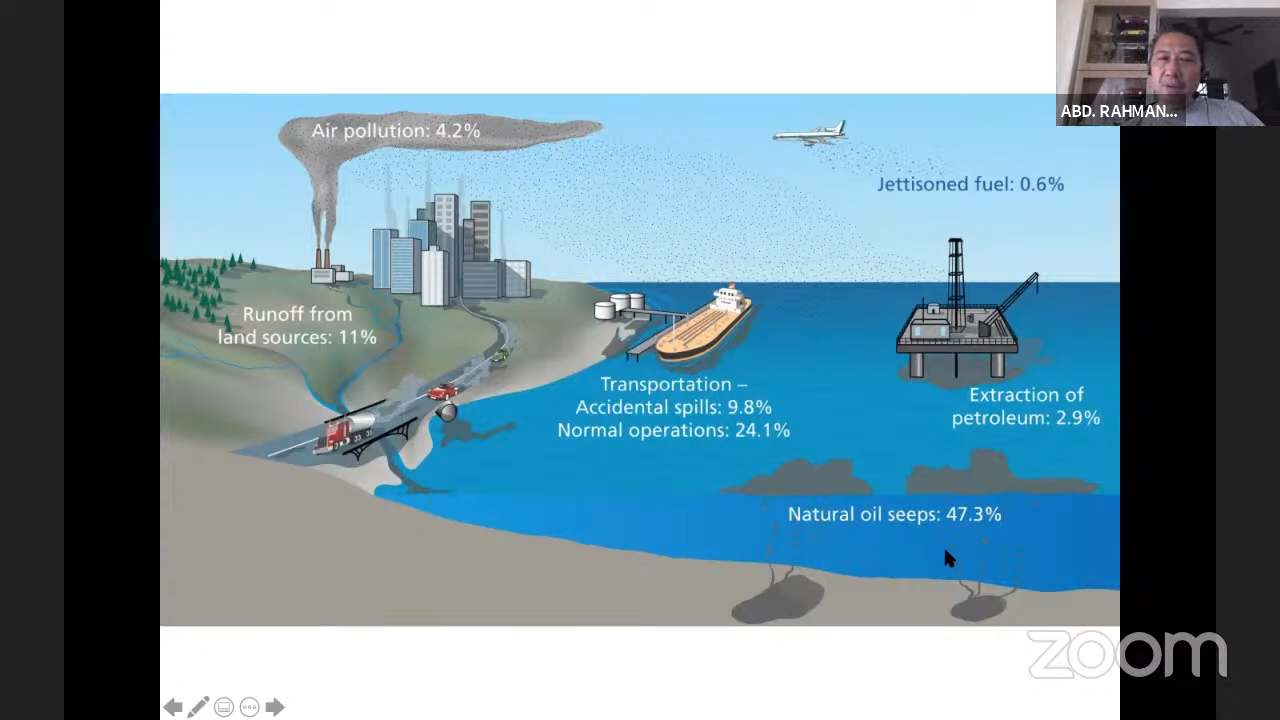 ABD. RAHMAN...
Air pollution: 4.2%
Jettisoned fuel: 0.6%
Runoff from
land sources: 11%
Transportation –
Accidental spills: 9.8%
Normal operations: 24.1%
Extraction of
petroleum: 2.9%
Natural oil seeps: 47.3%
zoom